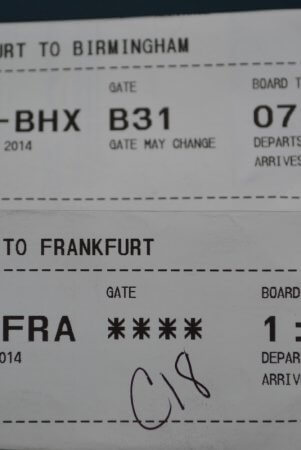 URT TO BIRMINGHAM
GATE BOARD T
-BHX B31 07
2014 GATE MAY CHANGE DEPARTS
ARRIVES
TO FRANKFURT
GATE BOARD
FRA **** 1:
014 DEPAR
ARRIV
C18